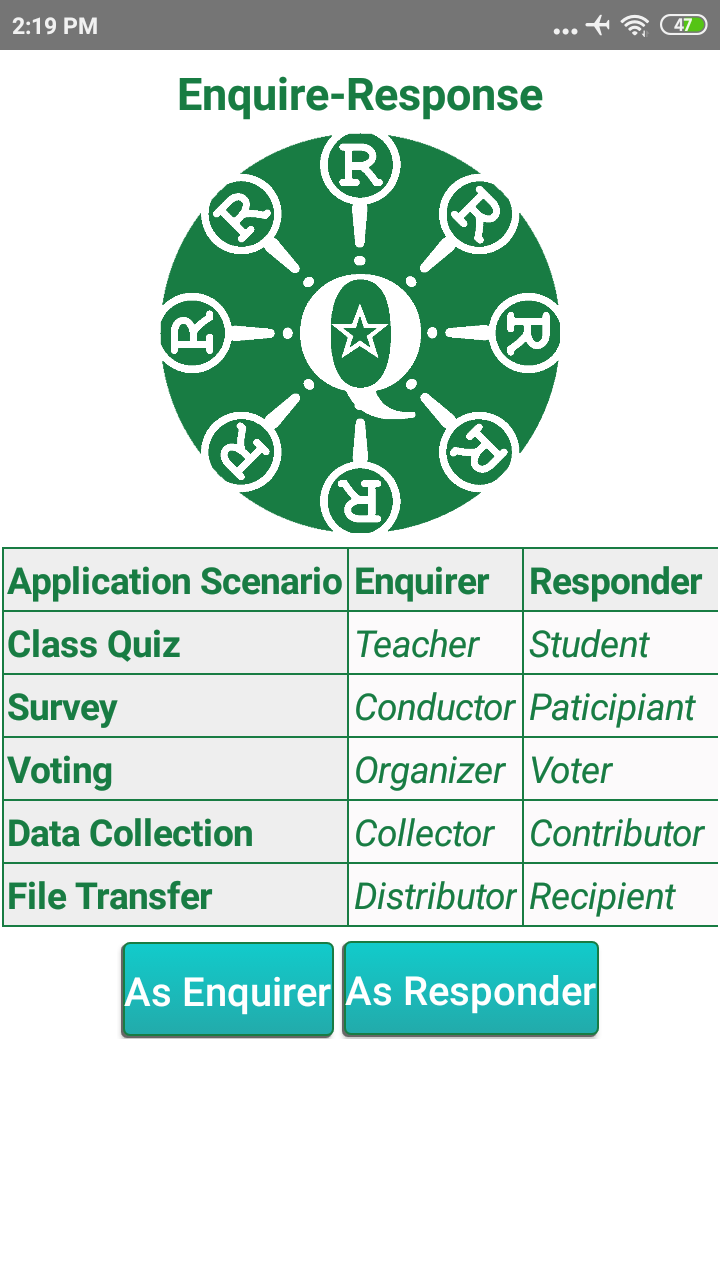 2:19 PM
47
Enquire-Response
R
R R
R Q R
R R
R
Application Scenario Enquirer Responder
Class Quiz Teacher Student
Survey Conductor Paticipiant
Voting Organizer Voter
Data Collection Collector Contributor
File Transfer Distributor Recipient
As Enquirer As Responder